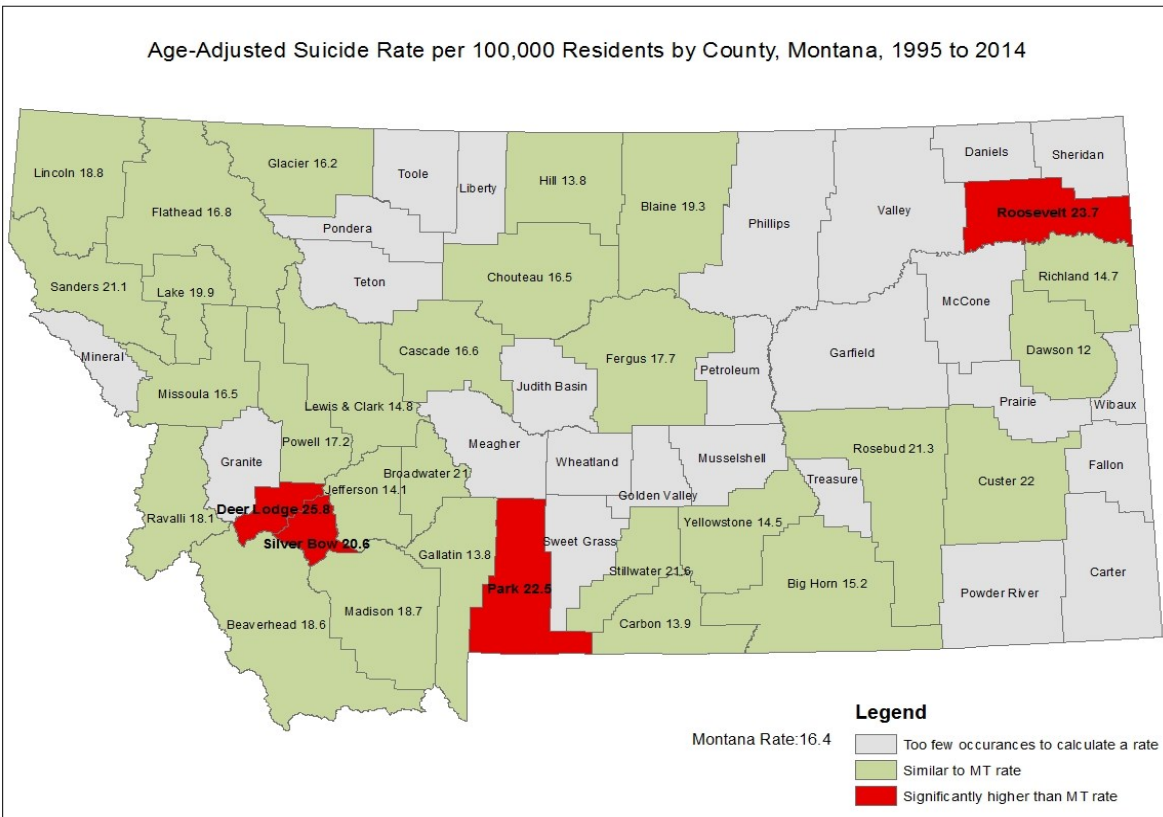 Age-Adjusted Suicide Rate per 100,000 Residents by County, Montana, 1995 to 2014
Lincoln 18.8
Flathead 16.8
Glacier 16.2
Toole
Liberty
Hill 13.8
Blaine 19.3
Phillips
Valley
Daniels
Sheridan
Roosevelt 23.7
Pondera
Teton
Chouteau 16.5
Sanders 21.1
Lake 19.9
Richland 14.7
McCone
Mineral
Cascade 16.6
Judith Basin
Fergus 17.7
Petroleum
Garfield
Dawson 12
Missoula 16.5
Lewis & Clark 14.8
Prairie
Wibaux
Powell 17.2
Meagher
Granite
Broadwater 21
Jefferson 14.1
Wheatland
Golden Valley
Musselshell
Treasure
Rosebud 21.3
Custer 22
Fallon
Deer Lodge 25.8
Ravalli 18.1
Silver Bow 20.6
Gallatin 13.8
Sweet Grass
Yellowstone 14.5
Stillwater 21.6
Park 22.5
Big Horn 15.2
Powder River
Carter
Madison 18.7
Beaverhead 18.6
Carbon 13.9
Montana Rate:16.4
Legend
Too few occurances to calculate a rate
Similar to MT rate
Significantly higher than MT rate